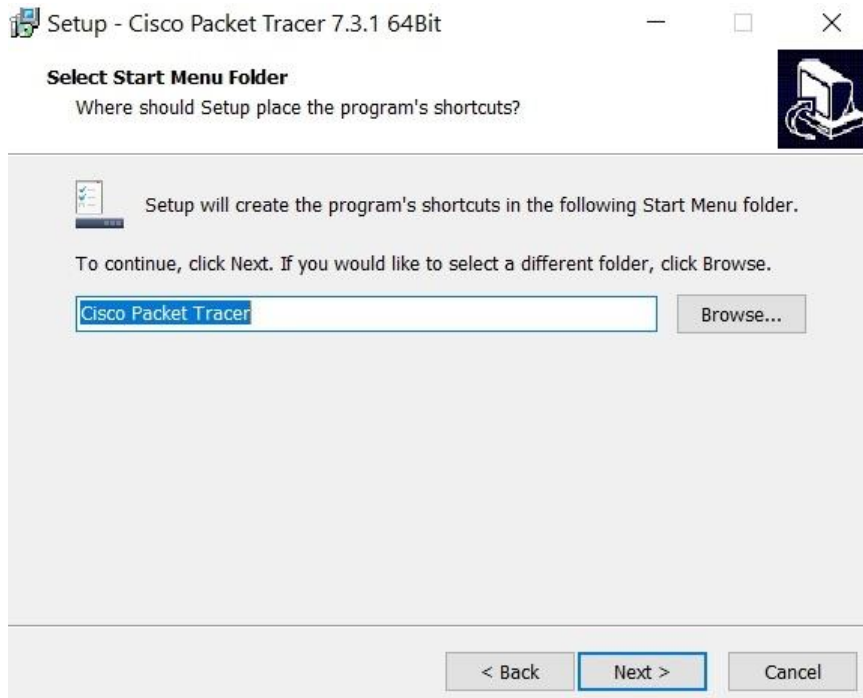 Setup - Cisco Packet Tracer 7.3.1 64Bit
Select Start Menu Folder
Where should Setup place the program's shortcuts?
Setup will create the program's shortcuts in the following Start Menu folder.
To continue, click Next. If you would like to select a different folder, click Browse.
Cisco Packet Tracer
Browse...
< Back
Next >
Cancel